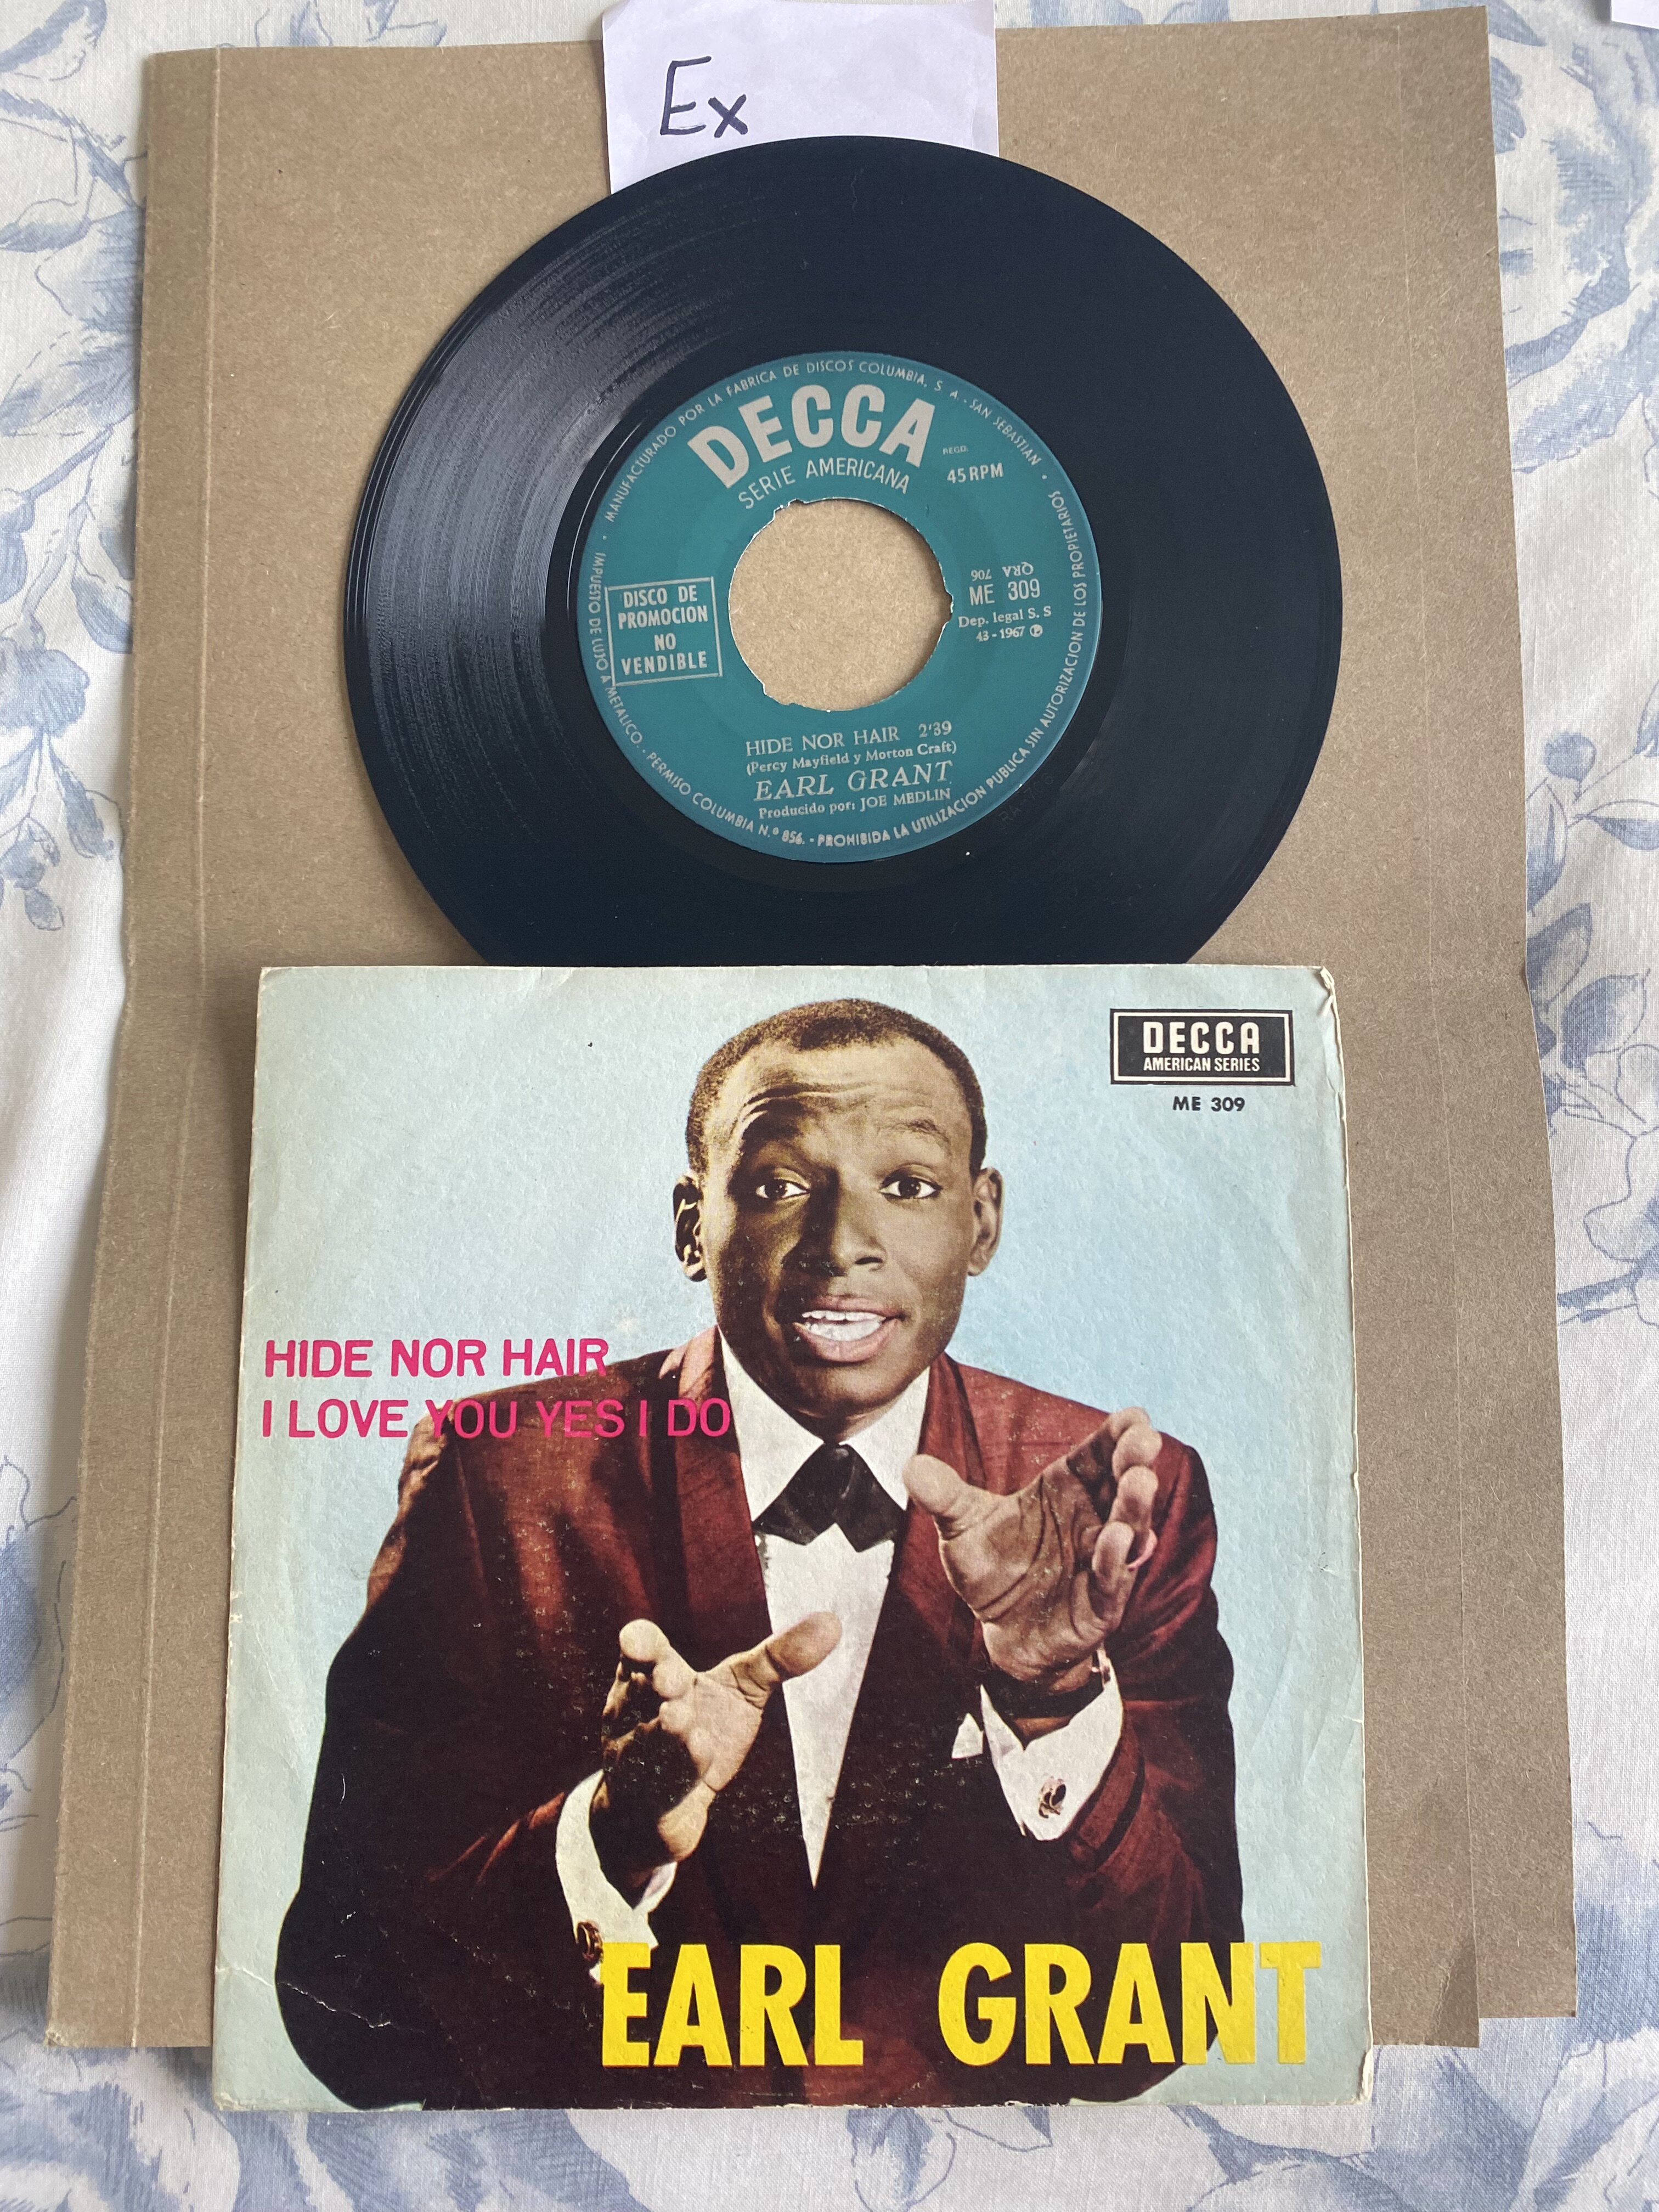 Ex
MANUFACTURADO POR LA FABRICA DE DISCOS COLUMBIA, S. A. - SAN SEBASTIAN •
DECCA
REGD.
SERIE AMERICANA
45 RPM
DISCO DE
PROMOCION
NO
VENDIBLE
QRA 706
ME 309
Dep. legal S. S
43 - 1967 ℗
HIDE NOR HAIR 2'39
(Percy Mayfield y Morton Craft)
EARL GRANT
Producido por: JOE MEDLIN
IMPUESTO DE LUJO A METALICO. - PERMISO COLUMBIA N.º 856. - PROHIBIDA LA UTILIZACION PUBLICA SIN AUTORIZACION DE LOS PROPIETARIOS •
DECCA
AMERICAN SERIES
ME 309
HIDE NOR HAIR
I LOVE YOU YES I DO
EARL GRANT